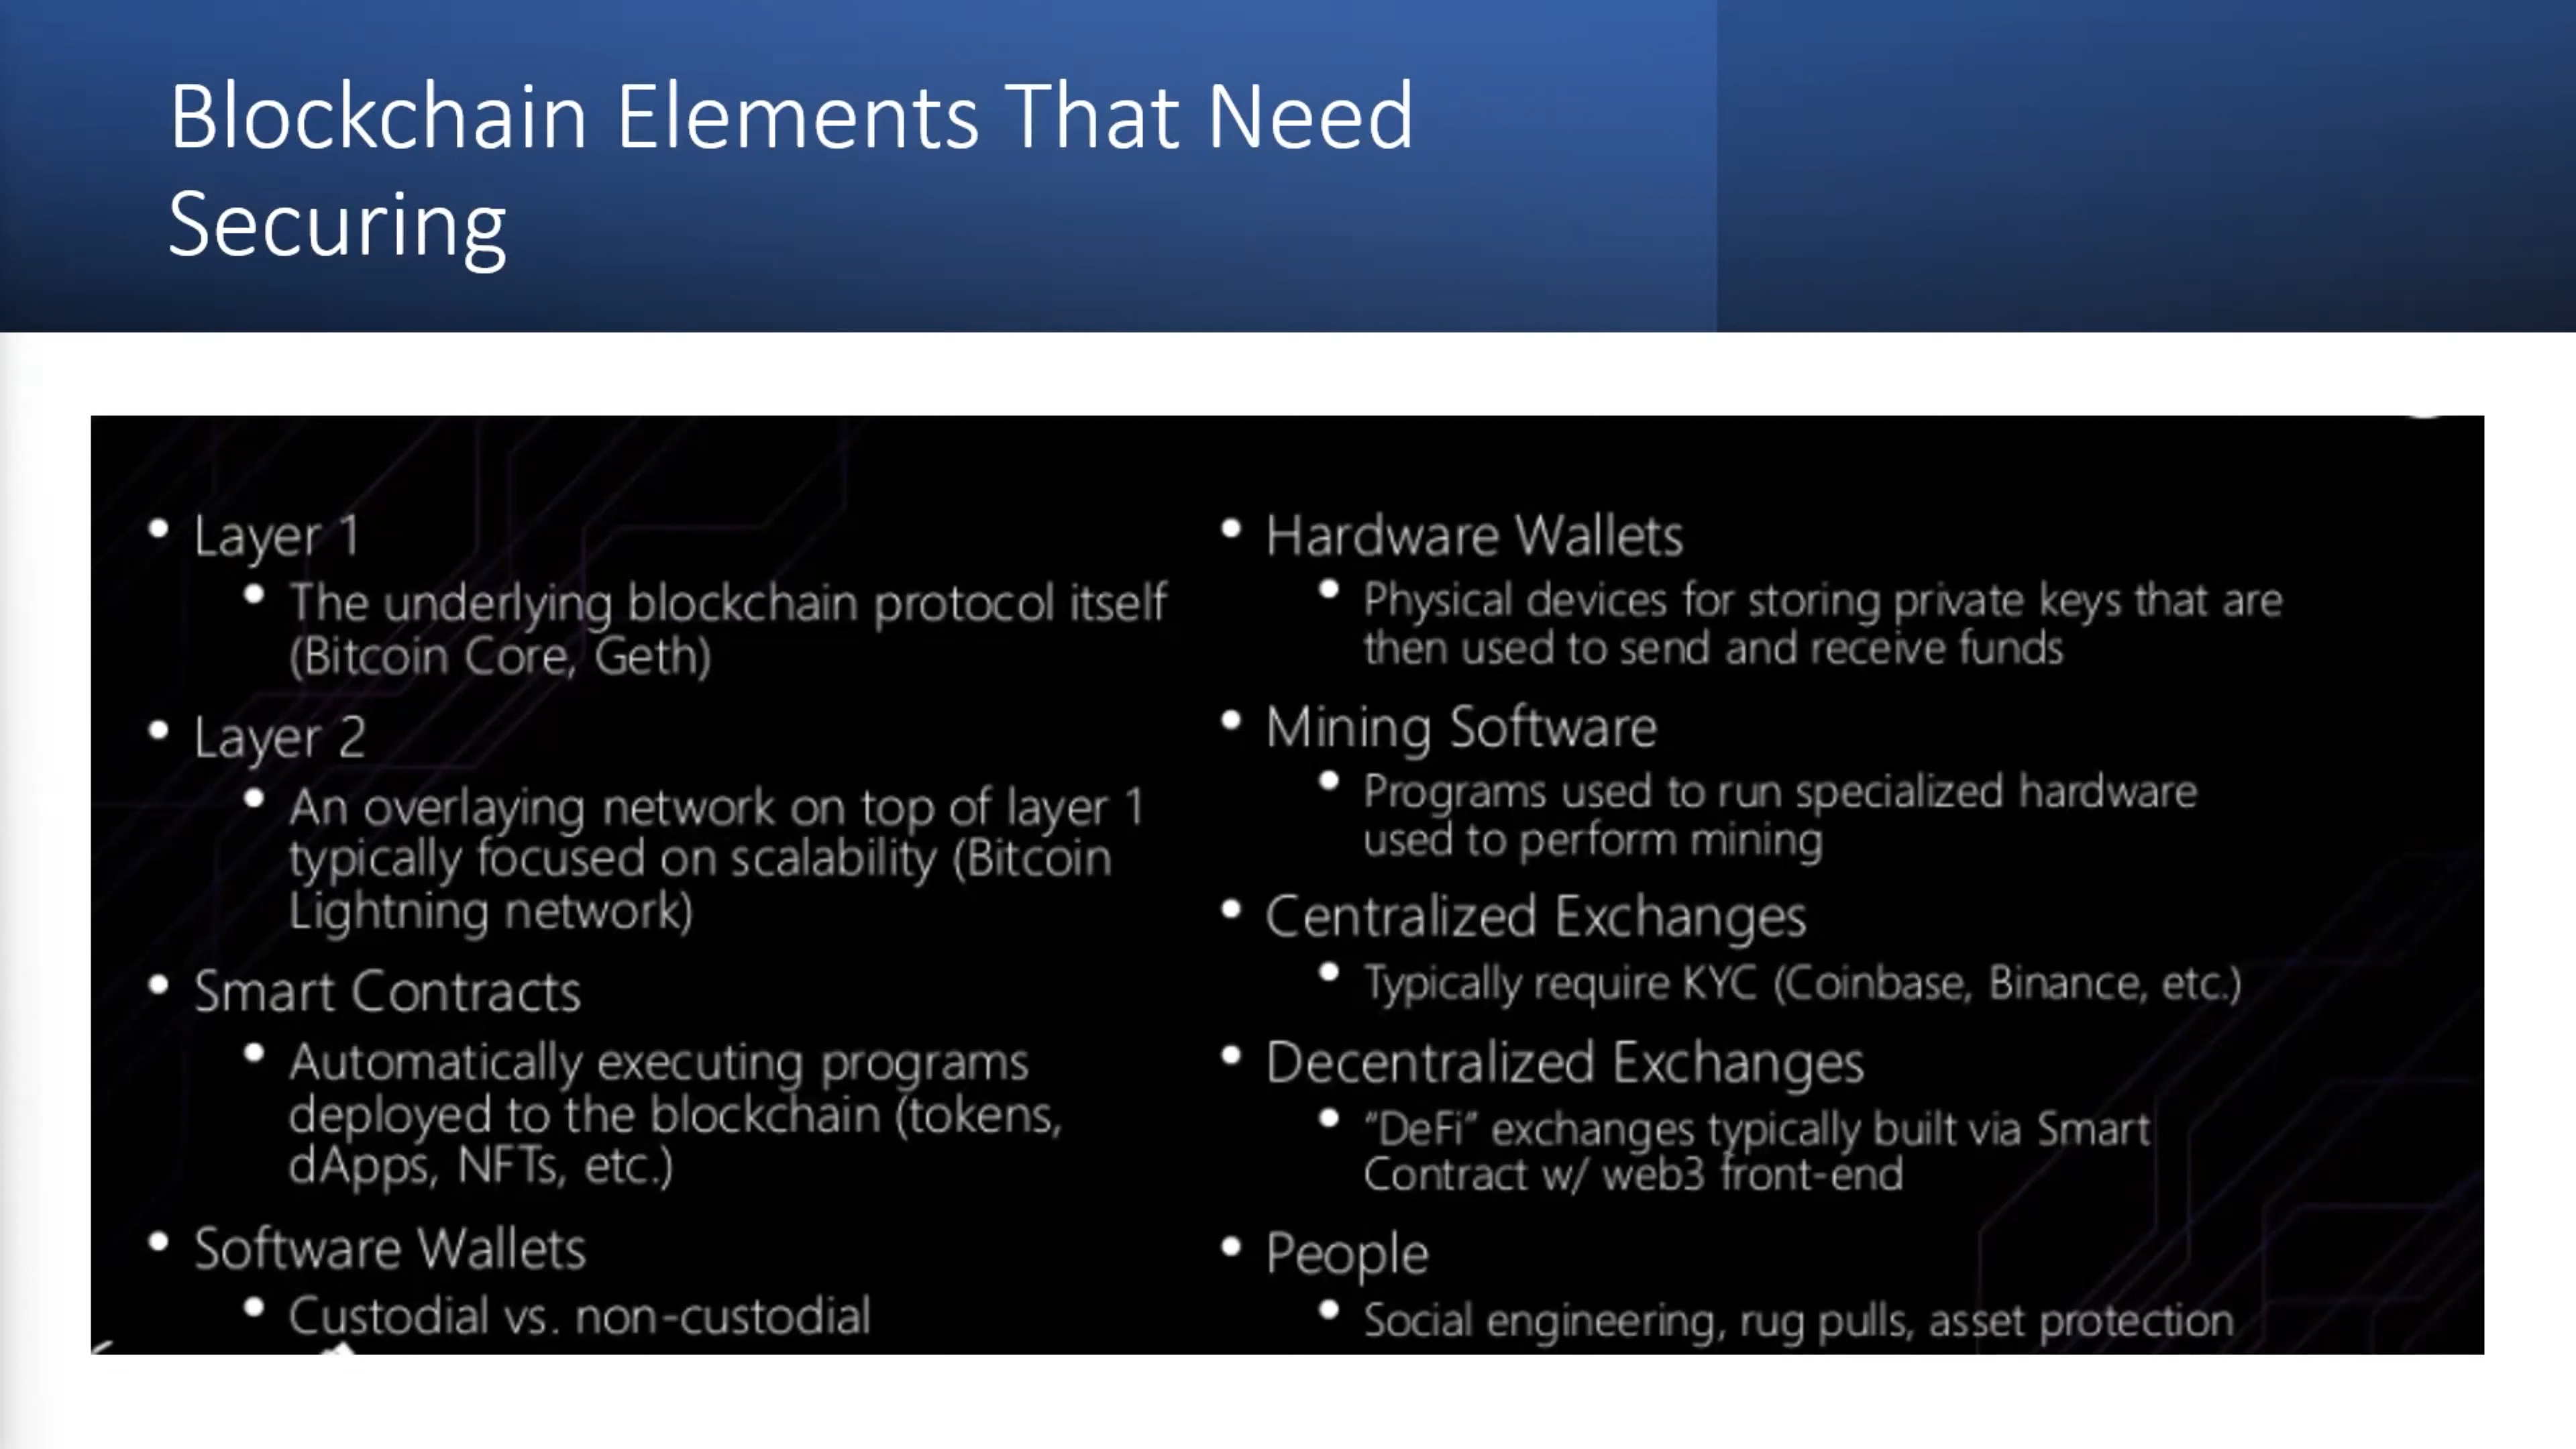 Blockchain Elements That Need
Securing
• Layer 1
• The underlying blockchain protocol itself
(Bitcoin Core, Geth)
• Layer 2
• An overlaying network on top of layer 1
typically focused on scalability (Bitcoin
Lightning network)
• Smart Contracts
• Automatically executing programs
deployed to the blockchain (tokens,
dApps, NFTs, etc.)
• Software Wallets
• Custodial vs. non-custodial
• Hardware Wallets
• Physical devices for storing private keys that are
then used to send and receive funds
• Mining Software
• Programs used to run specialized hardware
used to perform mining
• Centralized Exchanges
• Typically require KYC (Coinbase, Binance, etc.)
• Decentralized Exchanges
• “DeFi” exchanges typically built via Smart
Contract w/ web3 front-end
• People
• Social engineering, rug pulls, asset protection